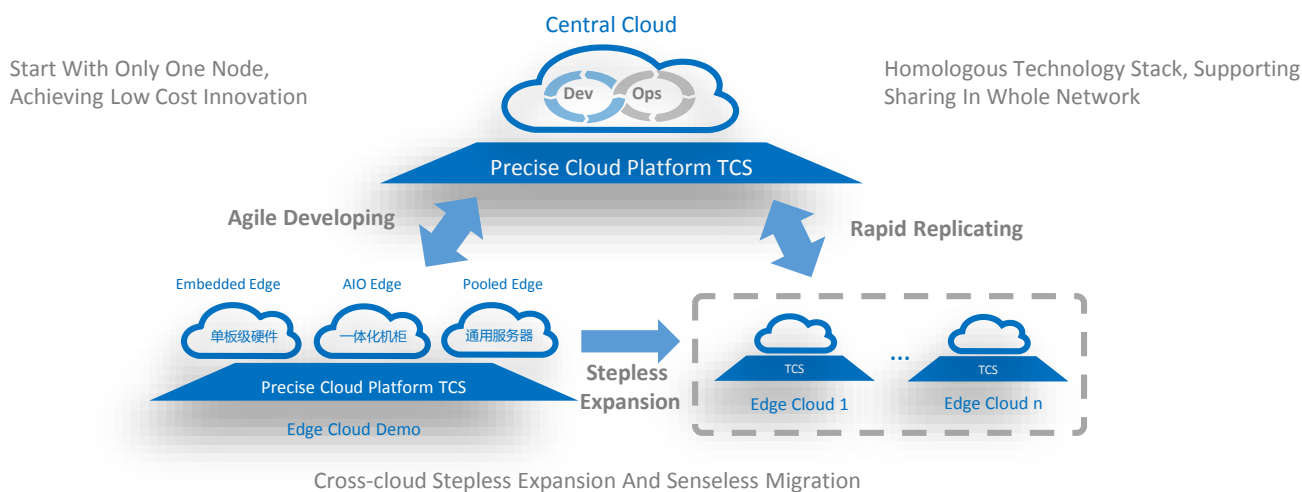 Central Cloud
Start With Only One Node,
Achieving Low Cost Innovation
Homologous Technology Stack, Supporting
Sharing In Whole Network
Dev
Ops
Precise Cloud Platform TCS
Agile Developing
Rapid Replicating
Embedded Edge
AIO Edge
Pooled Edge
单板级硬件
一体化机柜
通用服务器
Precise Cloud Platform TCS
Edge Cloud Demo
Stepless
Expansion
...
TCS
TCS
Edge Cloud 1
Edge Cloud n
Cross-cloud Stepless Expansion And Senseless Migration